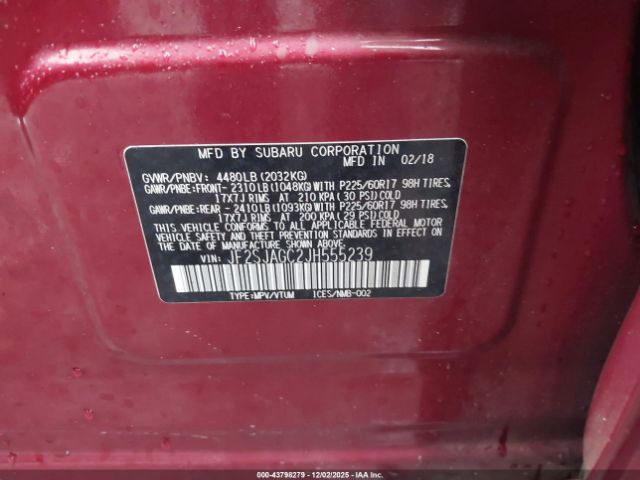 MFD BY SUBARU CORPORATION
MFD IN 02/18
GVWR/PNBV: 4480LB (2032KG)
GAWR/PNBE:FRONT- 2310LB (1048KG)WITH P225/60R17 98H TIRES,
17X7J RIMS AT 210 KPA (30 PSI)COLD
GAWR/PNBE:REAR - 2410LB (1093KG)WITH P225/60R17 98H TIRES,
17X7J RIMS AT 200 KPA (29 PSI)COLD
THIS VEHICLE CONFORMS TO ALL APPLICABLE FEDERAL MOTOR
VEHICLE SAFETY AND THEFT PREVENTION STANDARDS IN EFFECT
ON THE DATE OF MANUFACTURE SHOWN ABOVE.
VIN: JF2SJAGC2JH555239
TYPE:MPV/VTUM ICES/NMB-002
000-43798279 - 12/02/2025 - IAA, Inc.